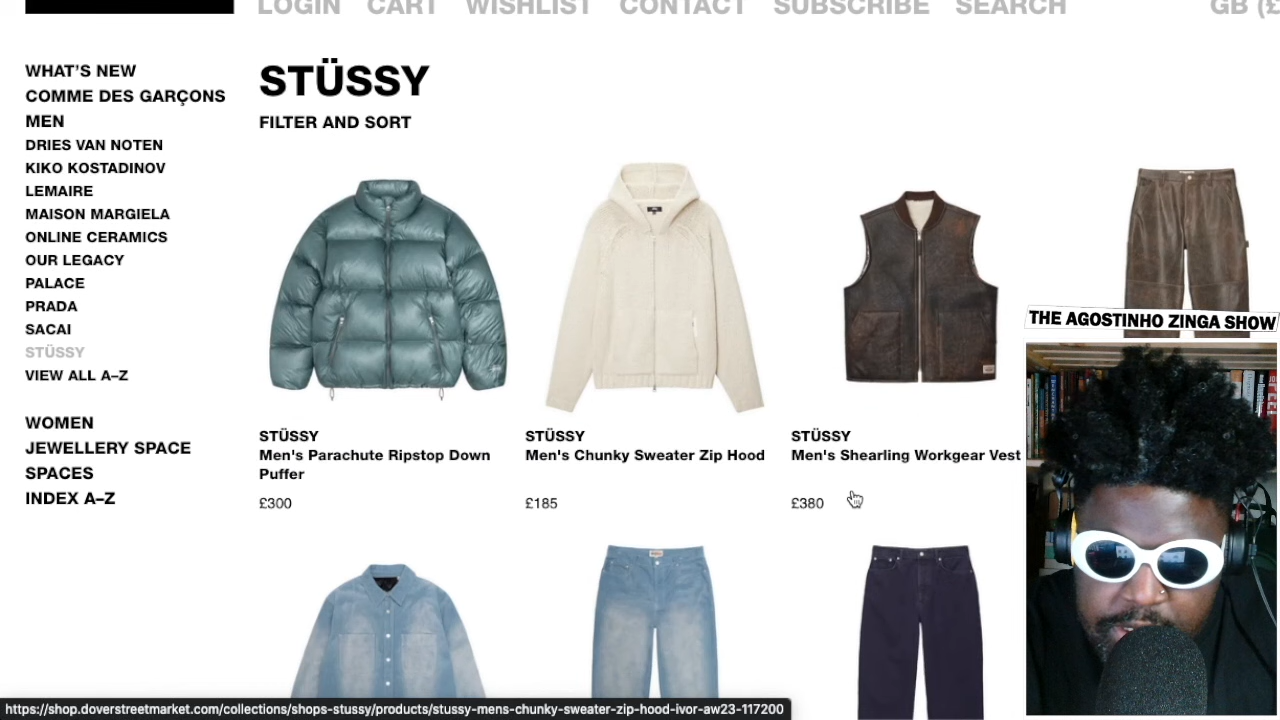 LOGIN CART WISHLIST CONTACT SUBSCRIBE SEARCH GB (£
WHAT'S NEW
COMME DES GARÇONS
MEN
DRIES VAN NOTEN
KIKO KOSTADINOV
LEMAIRE
MAISON MARGIELA
ONLINE CERAMICS
OUR LEGACY
PALACE
PRADA
SACAI
STÜSSY
VIEW ALL A–Z
WOMEN
JEWELLERY SPACE
SPACES
INDEX A–Z
STÜSSY
FILTER AND SORT
STÜSSY
Men's Parachute Ripstop Down
Puffer
£300
STÜSSY
Men's Chunky Sweater Zip Hood
£185
STÜSSY
Men's Shearling Workgear Vest
£380
THE AGOSTINHO ZINGA SHOW
https://shop.doverstreetmarket.com/collections/shops-stussy/products/stussy-mens-chunky-sweater-zip-hood-ivor-aw23-117200